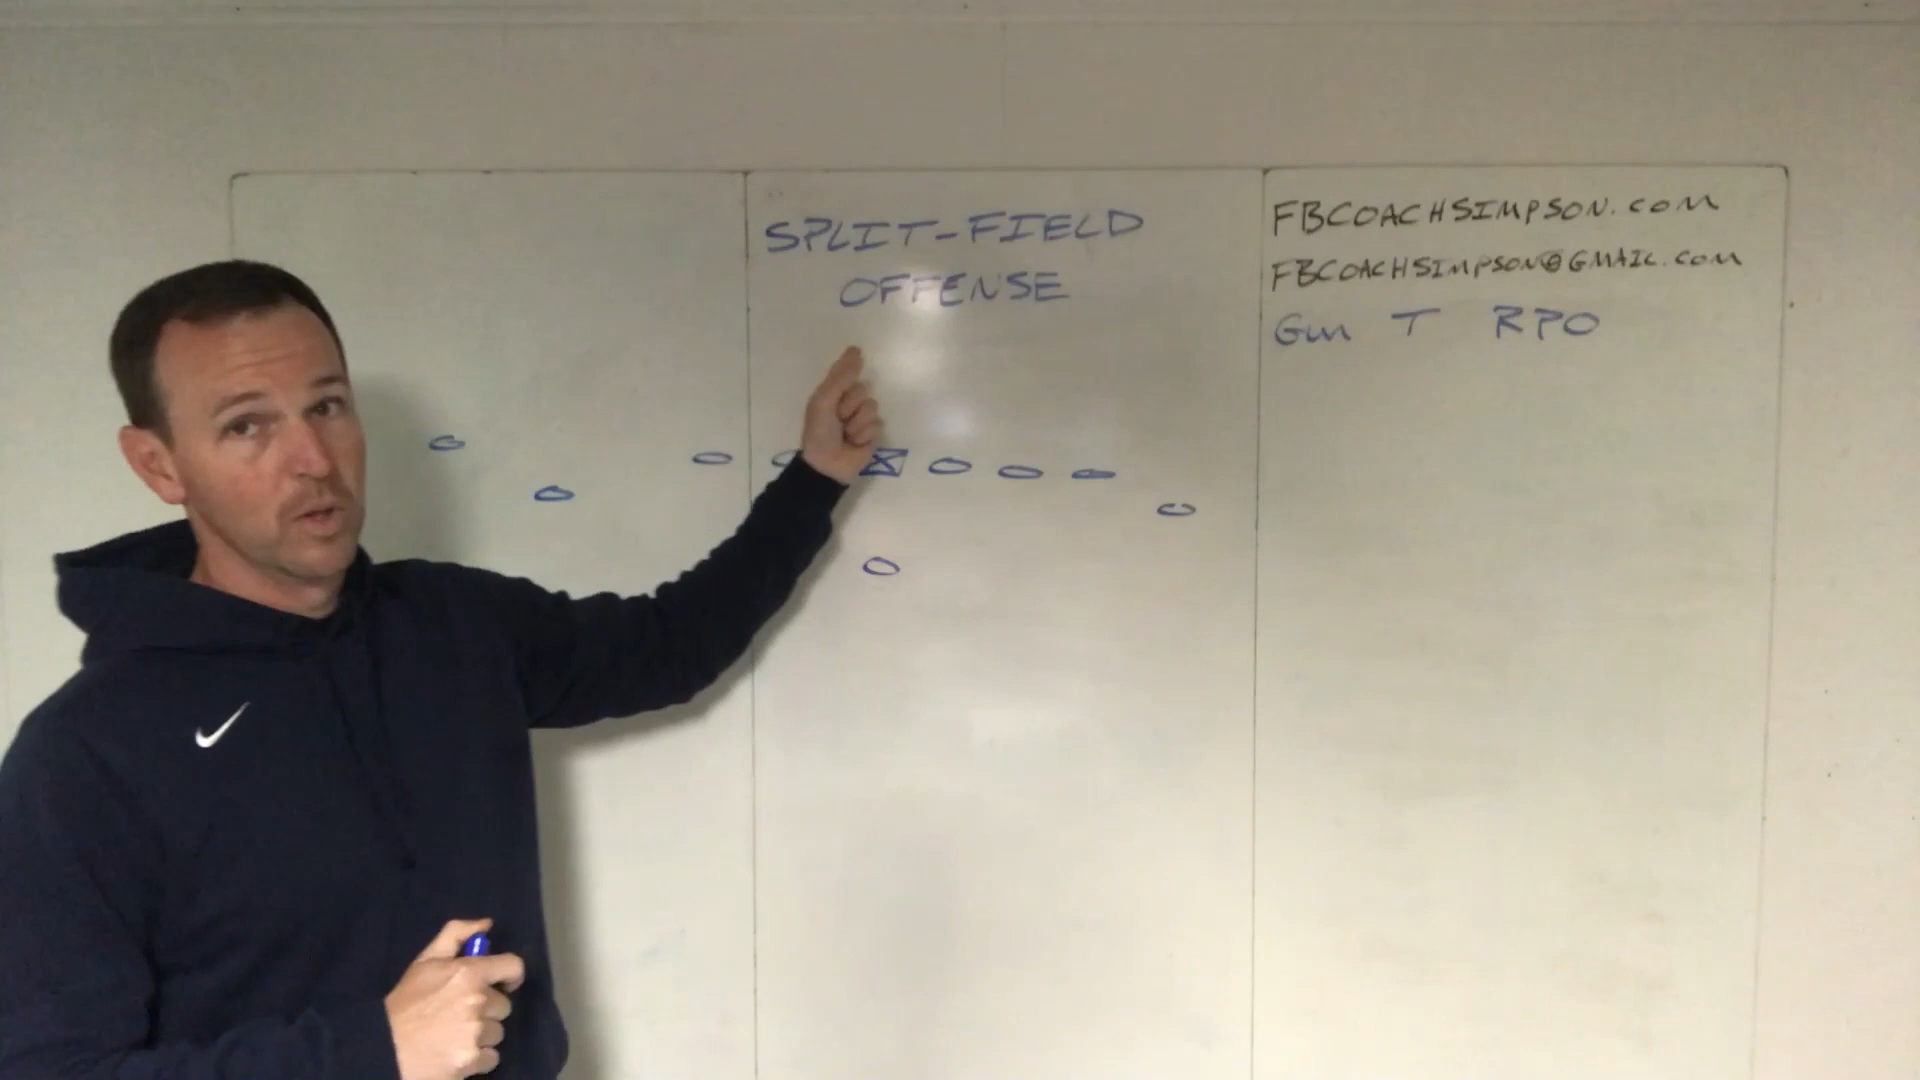 SPLIT-FIELD
OFFENSE
FBCOACHSIMPSON.COM
FBCOACHSIMPSON@GMAIL.COM
Gun T RPO